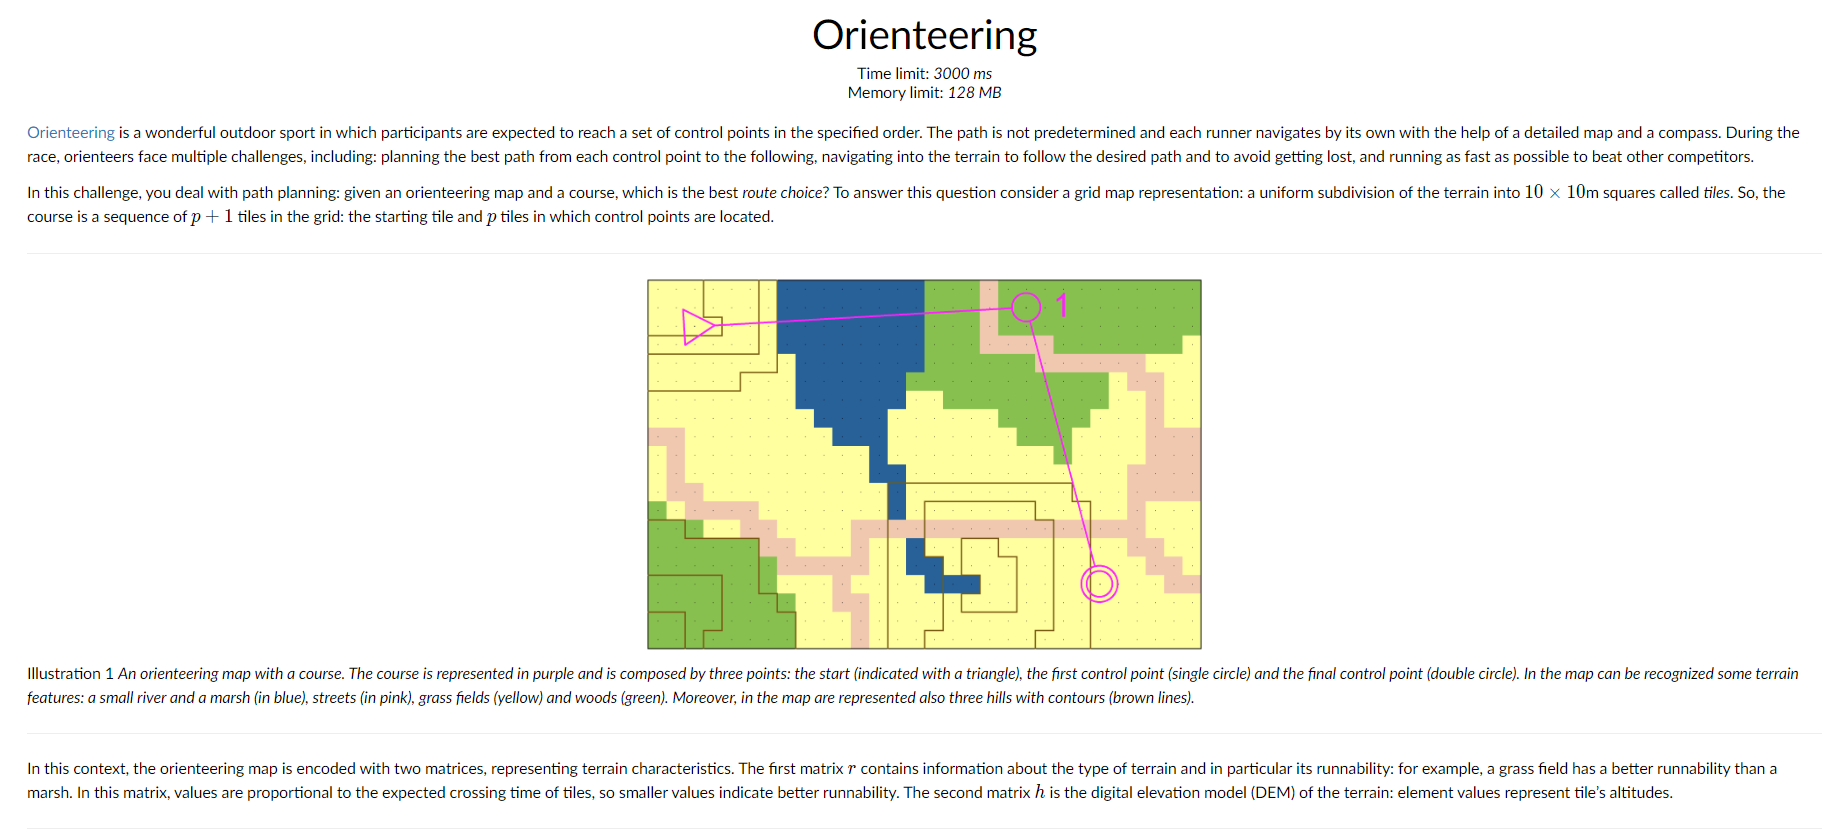 Orienteering
Time limit: 3000 ms
Memory limit: 128 MB
Orienteering is a wonderful outdoor sport in which participants are expected to reach a set of control points in the specified order. The path is not predetermined and each runner navigates by its own with the help of a detailed map and a compass. During the
race, orienteers face multiple challenges, including: planning the best path from each control point to the following, navigating into the terrain to follow the desired path and to avoid getting lost, and running as fast as possible to beat other competitors.
In this challenge, you deal with path planning: given an orienteering map and a course, which is the best route choice? To answer this question consider a grid map representation: a uniform subdivision of the terrain into 10 × 10m squares called tiles. So, the
course is a sequence of p + 1 tiles in the grid: the starting tile and p tiles in which control points are located.
1
Illustration 1 An orienteering map with a course. The course is represented in purple and is composed by three points: the start (indicated with a triangle), the first control point (single circle) and the final control point (double circle). In the map can be recognized some terrain
features: a small river and a marsh (in blue), streets (in pink), grass fields (yellow) and woods (green). Moreover, in the map are represented also three hills with contours (brown lines).
In this context, the orienteering map is encoded with two matrices, representing terrain characteristics. The first matrix r contains information about the type of terrain and in particular its runnability: for example, a grass field has a better runnability than a
marsh. In this matrix, values are proportional to the expected crossing time of tiles, so smaller values indicate better runnability. The second matrix h is the digital elevation model (DEM) of the terrain: element values represent tile's altitudes.